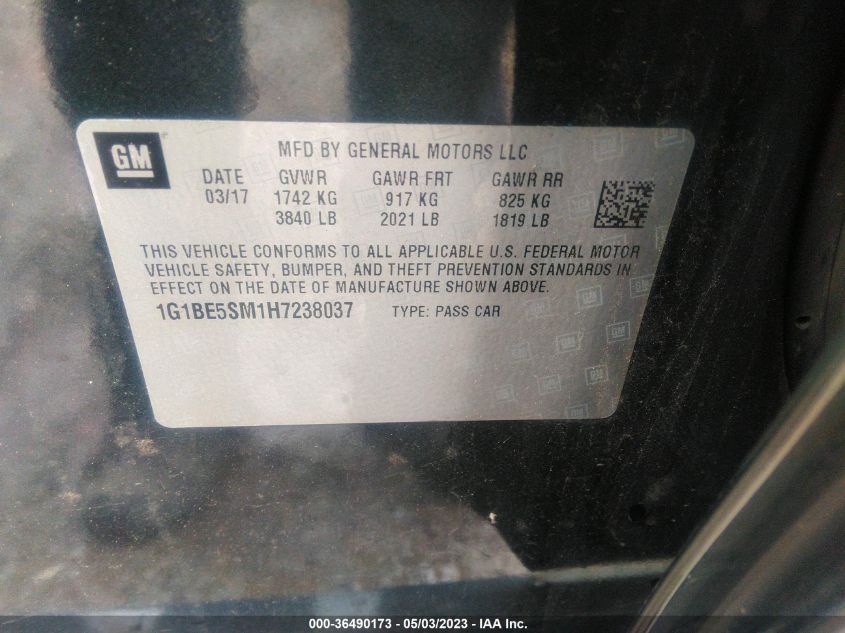 GM
MFD BY GENERAL MOTORS LLC
DATE GVWR GAWR FRT GAWR RR
03/17 1742 KG 917 KG 825 KG
3840 LB 2021 LB 1819 LB
THIS VEHICLE CONFORMS TO ALL APPLICABLE U.S. FEDERAL MOTOR
VEHICLE SAFETY, BUMPER, AND THEFT PREVENTION STANDARDS IN
EFFECT ON THE DATE OF MANUFACTURE SHOWN ABOVE.
1G1BE5SM1H7238037 TYPE: PASS CAR
000-36490173 - 05/03/2023 - IAA Inc.